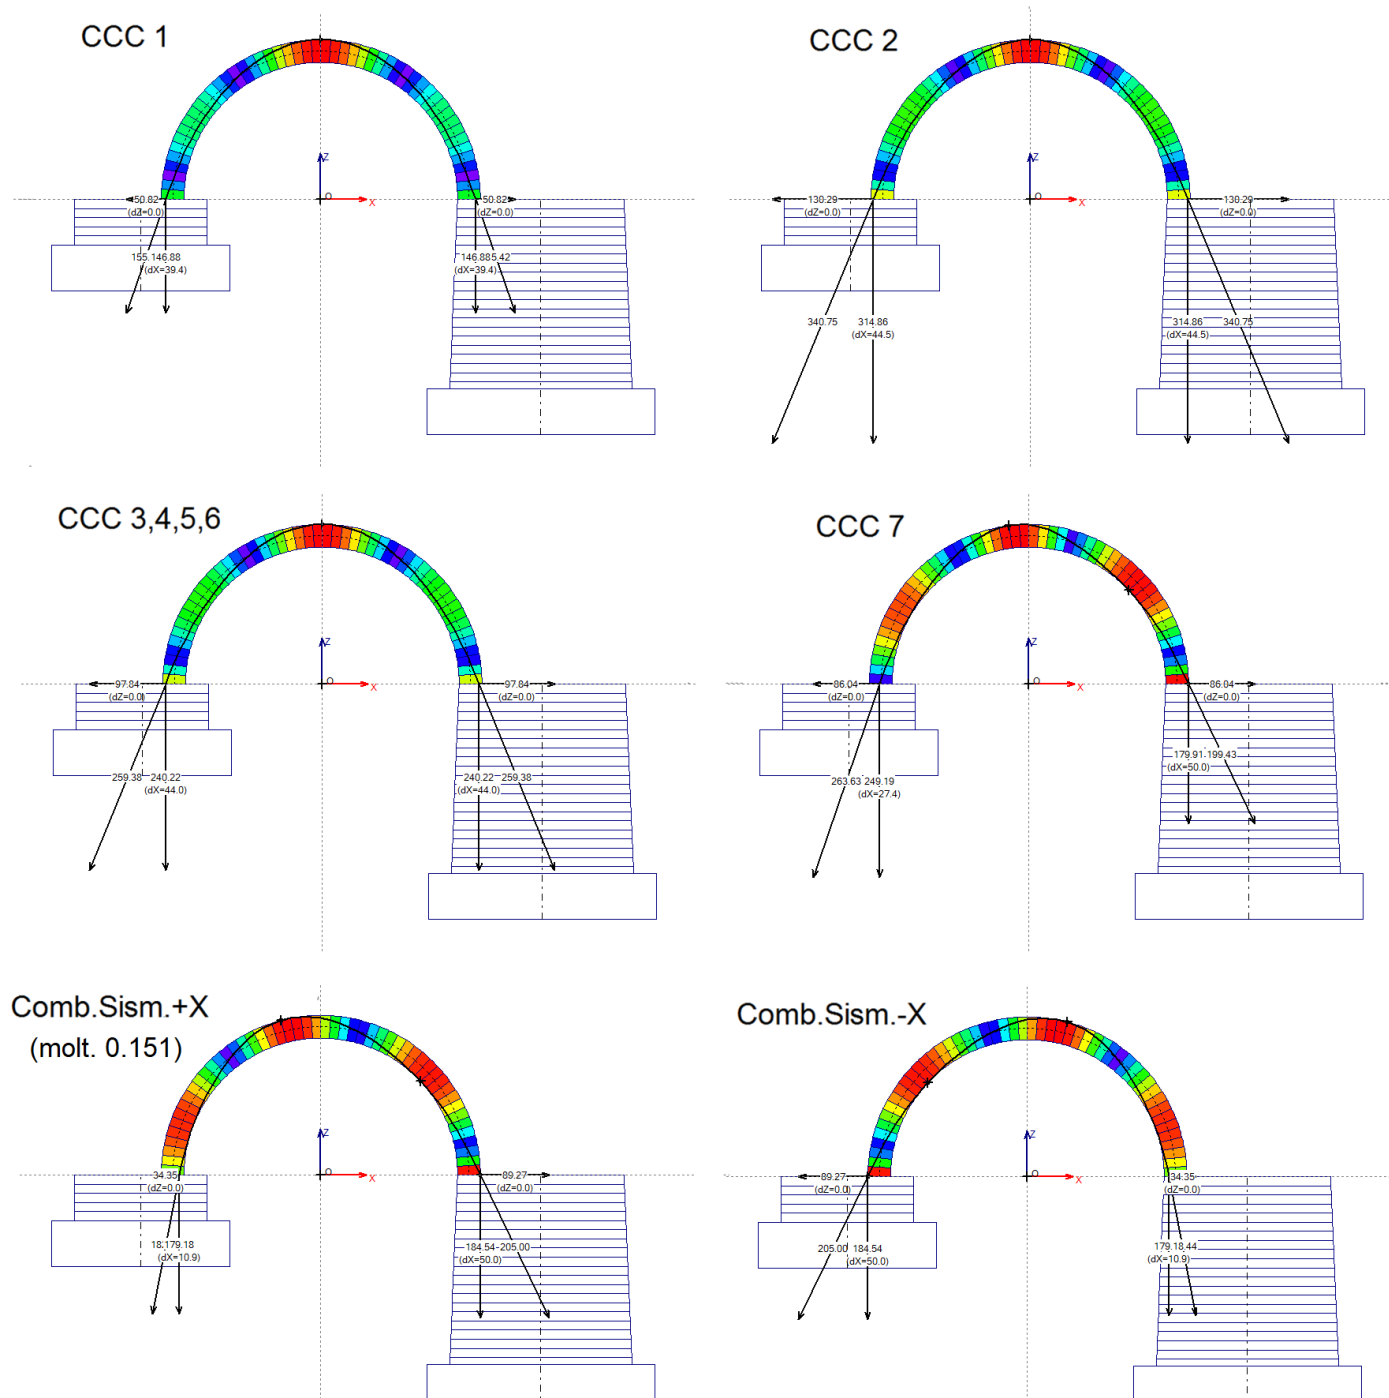 CCC 1
Z
O
X
50.82
(dZ=0.0)
50.82
(dZ=0.0)
146.88
(dX=39.4)
146.88
(dX=39.4)
CCC 2
Z
O
X
130.29
(dZ=0.0)
130.29
(dZ=0.0)
340.75
314.86
(dX=44.5)
314.86
(dX=44.5)
340.75
CCC 3,4,5,6
Z
O
X
97.84
(dZ=0.0)
97.84
(dZ=0.0)
259.38
240.22
(dX=44.0)
240.22
(dX=44.0)
259.38
CCC 7
Z
O
X
86.04
(dZ=0.0)
86.04
(dZ=0.0)
263.63
249.19
(dX=27.4)
179.91
(dX=50.0)
199.43
Comb.Sism.+X
(molt. 0.151)
Z
O
X
34.35
(dZ=0.0)
89.27
(dZ=0.0)
179.18
(dX=10.9)
184.54
(dX=50.0)
205.00
Comb.Sism.-X
Z
O
X
89.27
(dZ=0.0)
34.35
(dZ=0.0)
205.00
184.54
(dX=50.0)
179.18
(dX=10.9)